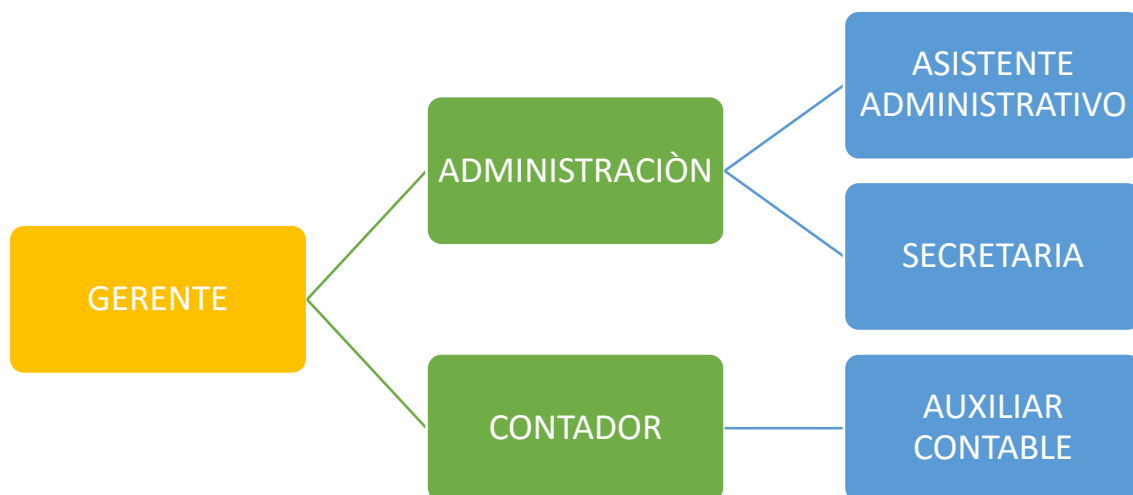 GERENTE
ADMINISTRACIÒN
CONTADOR
ASISTENTE
ADMINISTRATIVO
SECRETARIA
AUXILIAR
CONTABLE